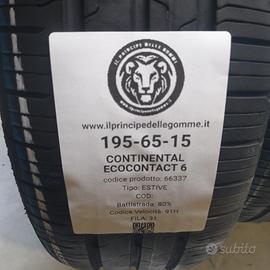 IL PRINCIPE DELLE GOMME
www.ilprincipedellegomme.it
195-65-15
CONTINENTAL
ECOCONTACT 6
codice prodotto: 66337
Tipo: ESTIVE
COD:
Battistrada: 80%
Codice Velocità: 91H
FILA: 31
subito